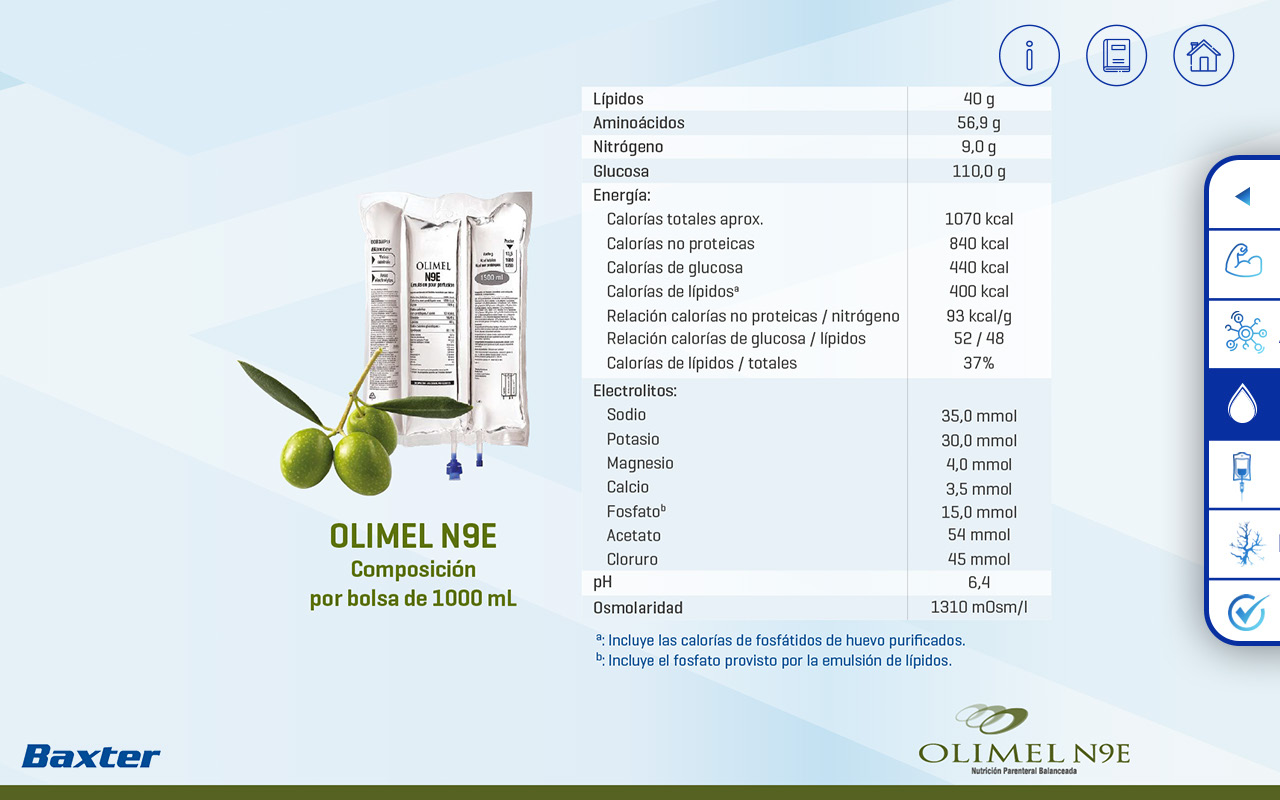 Lípidos 40 g
Aminoácidos 56,9 g
Nitrógeno 9,0 g
Glucosa 110,0 g
Energía:
Calorías totales aprox. 1070 kcal
Calorías no proteicas 840 kcal
Calorías de glucosa 440 kcal
Calorías de lípidosª 400 kcal
Relación calorías no proteicas / nitrógeno 93 kcal/g
Relación calorías de glucosa / lípidos 52 / 48
Calorías de lípidos / totales 37%
Electrolitos:
Sodio 35,0 mmol
Potasio 30,0 mmol
Magnesio 4,0 mmol
Calcio 3,5 mmol
Fosfatoᵇ 15,0 mmol
Acetato 54 mmol
Cloruro 45 mmol
pH 6,4
Osmolaridad 1310 mOsm/l
ª: Incluye las calorías de fosfátidos de huevo purificados.
ᵇ: Incluye el fosfato provisto por la emulsión de lípidos.
Baxter
OLIMEL
N9E
Emulsion pour perfusion
1500 ml
OLIMEL N9E
Composición
por bolsa de 1000 mL
Baxter
OLIMEL N9E
Nutrición Parenteral Balanceada